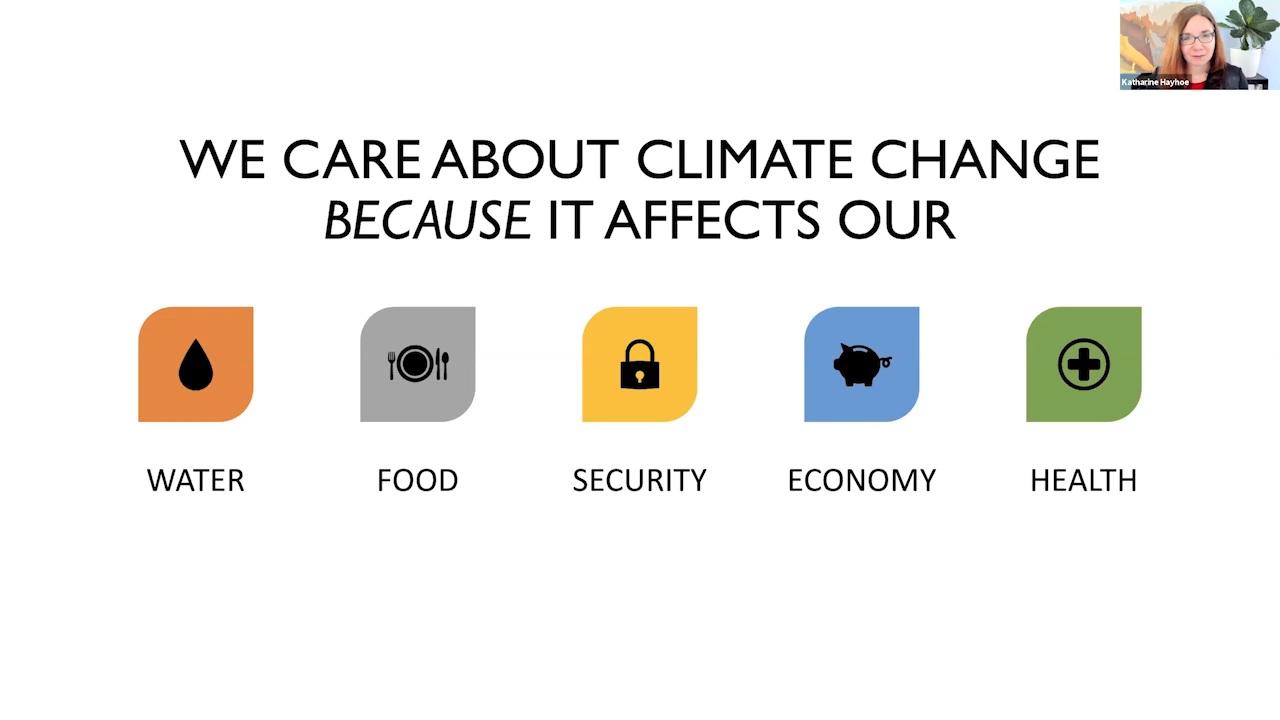 Katharine Hayhoe
WE CARE ABOUT CLIMATE CHANGE
BECAUSE IT AFFECTS OUR
WATER
FOOD
SECURITY
ECONOMY
HEALTH